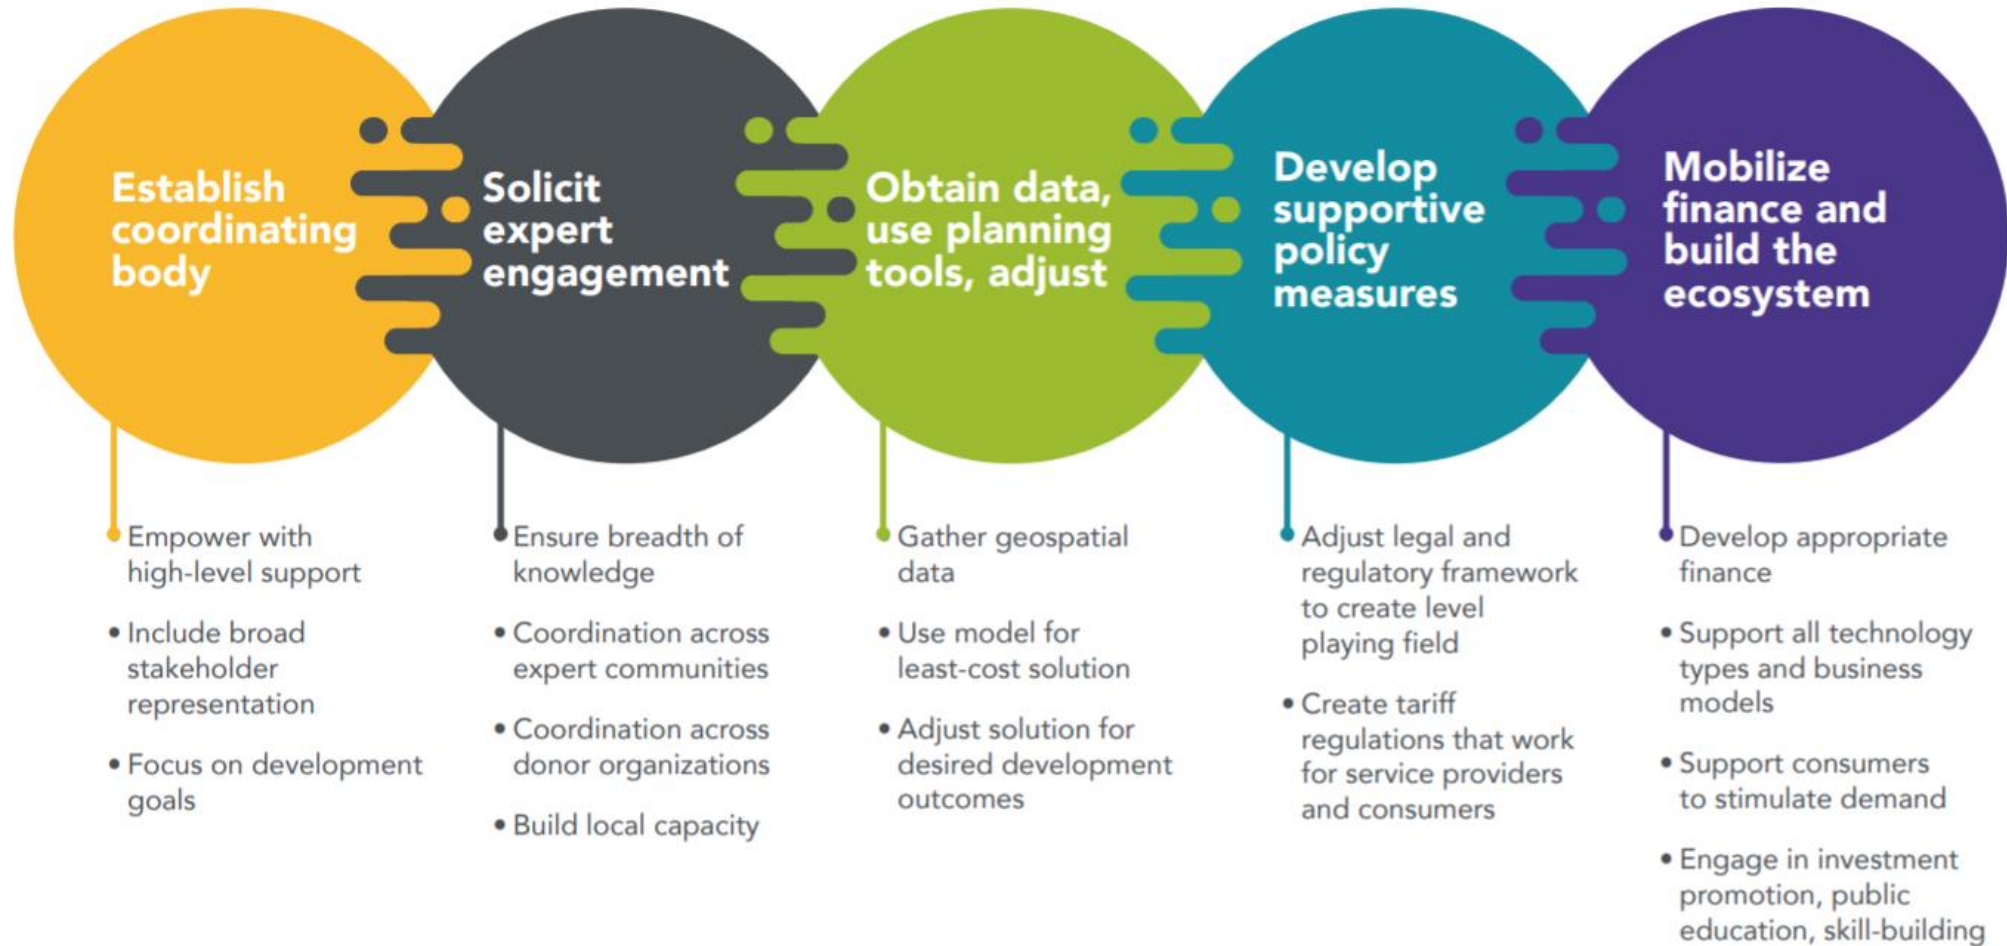 Establish
coordinating
body
Solicit
expert
engagement
Obtain data,
use planning
tools, adjust
Develop
supportive
policy
measures
Mobilize
finance and
build the
ecosystem
Empower with
high-level support
• Include broad
stakeholder
representation
• Focus on development
goals
Ensure breadth of
knowledge
• Coordination across
expert communities
• Coordination across
donor organizations
• Build local capacity
Gather geospatial
data
• Use model for
least-cost solution
• Adjust solution for
desired development
outcomes
Adjust legal and
regulatory framework
to create level
playing field
• Create tariff
regulations that work
for service providers
and consumers
Develop appropriate
finance
• Support all technology
types and business
models
• Support consumers
to stimulate demand
• Engage in investment
promotion, public
education, skill-building